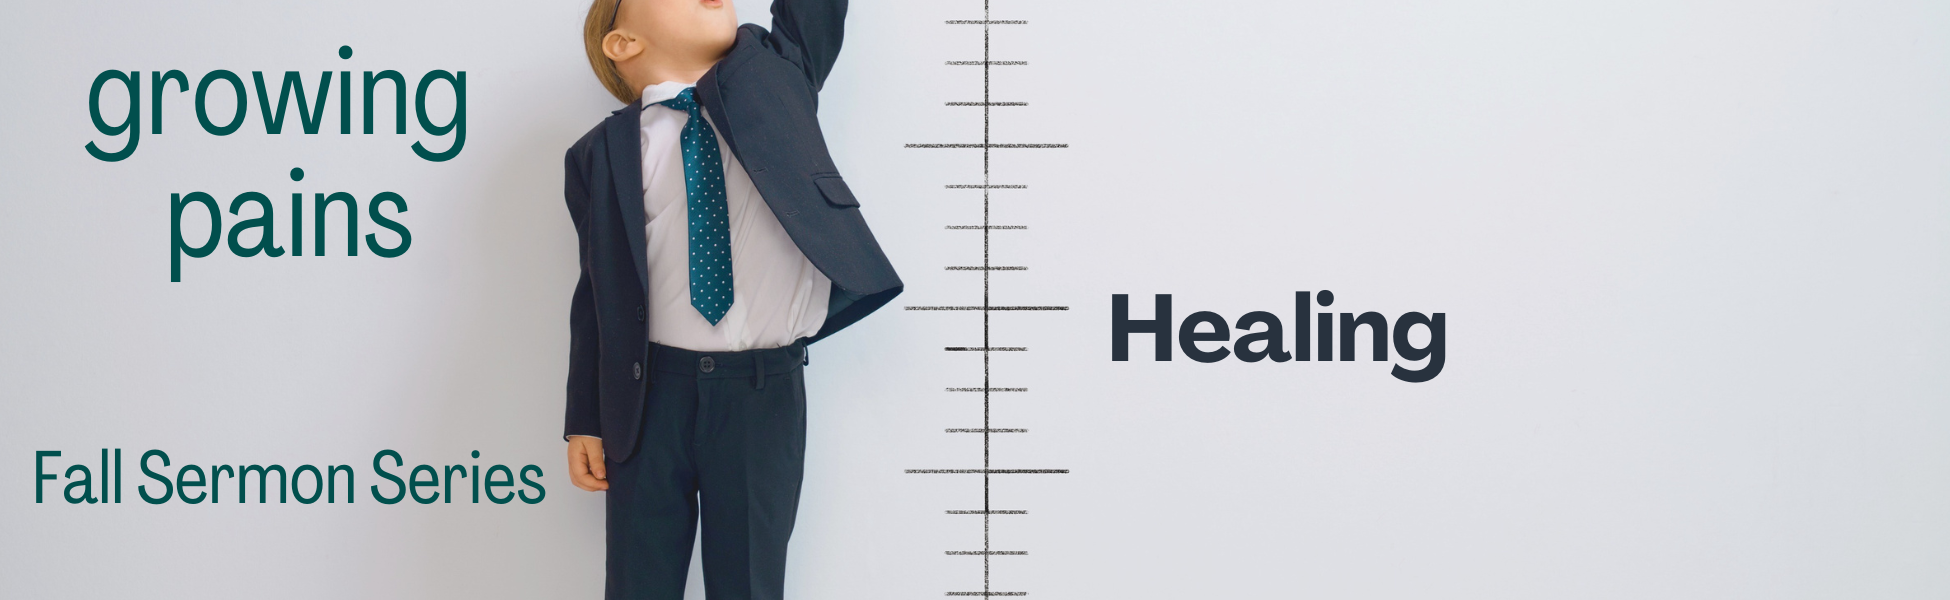 growing
pains
Fall Sermon Series
Healing